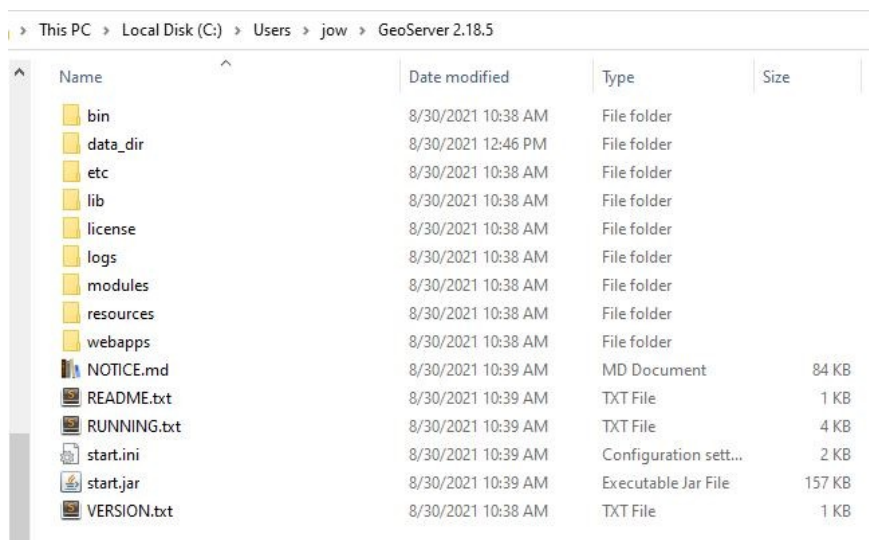 This PC > Local Disk (C:) > Users > jow > GeoServer 2.18.5
Name Date modified Type Size
bin 8/30/2021 10:38 AM File folder
data_dir 8/30/2021 12:46 PM File folder
etc 8/30/2021 10:38 AM File folder
lib 8/30/2021 10:38 AM File folder
license 8/30/2021 10:38 AM File folder
logs 8/30/2021 10:38 AM File folder
modules 8/30/2021 10:38 AM File folder
resources 8/30/2021 10:38 AM File folder
webapps 8/30/2021 10:38 AM File folder
NOTICE.md 8/30/2021 10:39 AM MD Document 84 KB
README.txt 8/30/2021 10:39 AM TXT File 1 KB
RUNNING.txt 8/30/2021 10:39 AM TXT File 4 KB
start.ini 8/30/2021 10:39 AM Configuration sett... 2 KB
start.jar 8/30/2021 10:39 AM Executable Jar File 157 KB
VERSION.txt 8/30/2021 10:38 AM TXT File 1 KB